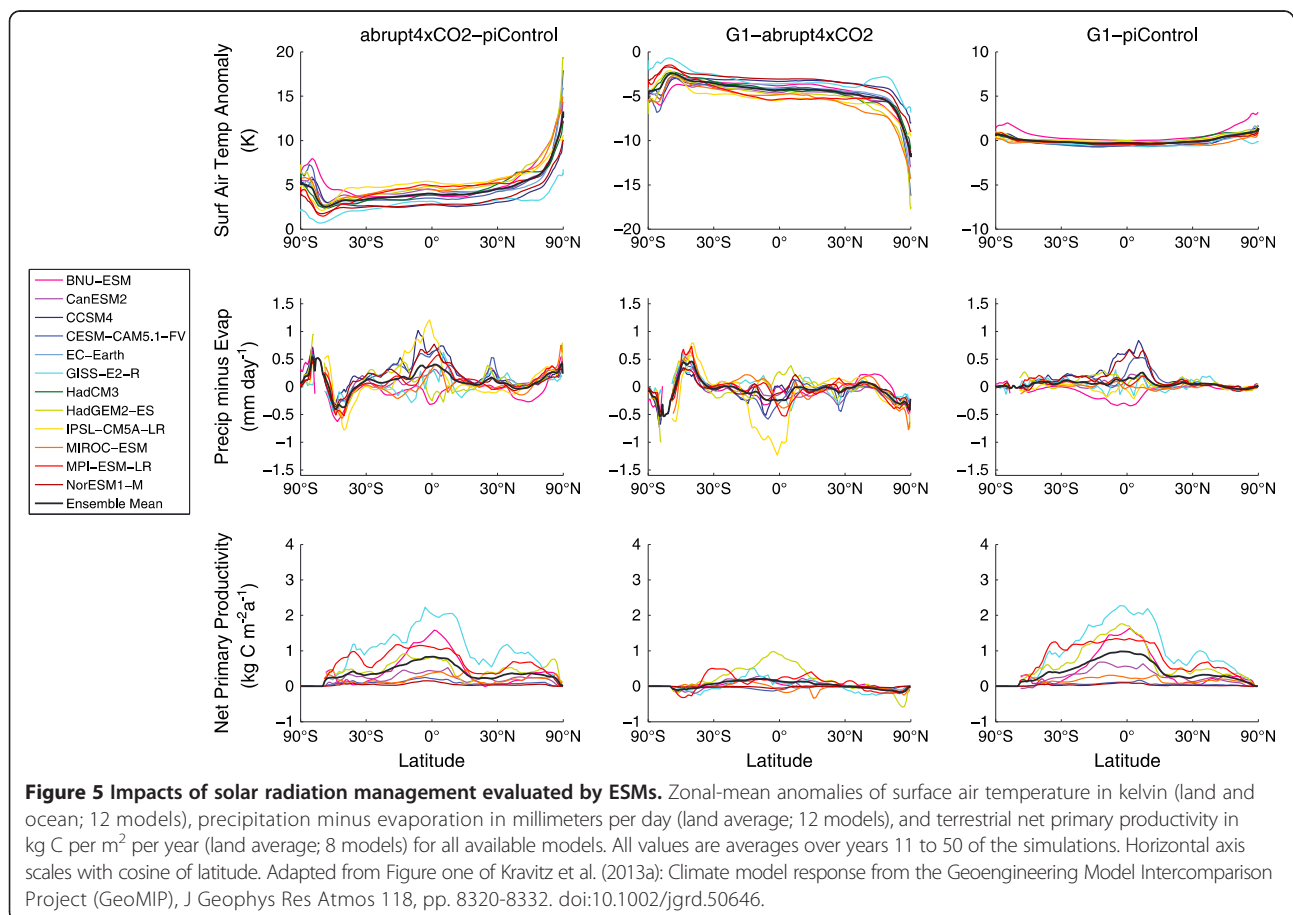 abrupt4xCO2−piControl
G1−abrupt4xCO2
G1−piControl
Surf Air Temp Anomaly
(K)
20
15
10
5
0
90°S 30°S 0° 30°N 90°N
0
−5
−10
−15
−20
90°S 30°S 0° 30°N 90°N
10
5
0
−5
−10
90°S 30°S 0° 30°N 90°N
BNU−ESM
CanESM2
CCSM4
CESM−CAM5.1−FV
EC−Earth
GISS−E2−R
HadCM3
HadGEM2−ES
IPSL−CM5A−LR
MIROC−ESM
MPI−ESM−LR
NorESM1−M
Ensemble Mean
Precip minus Evap
(mm day⁻¹)
1.5
1
0.5
0
−0.5
−1
−1.5
90°S 30°S 0° 30°N 90°N
1.5
1
0.5
0
−0.5
−1
−1.5
90°S 30°S 0° 30°N 90°N
1.5
1
0.5
0
−0.5
−1
−1.5
90°S 30°S 0° 30°N 90°N
Net Primary Productivity
(kg C m⁻²a⁻¹)
4
3
2
1
0
−1
90°S 30°S 0° 30°N 90°N
Latitude
4
3
2
1
0
−1
90°S 30°S 0° 30°N 90°N
Latitude
4
3
2
1
0
−1
90°S 30°S 0° 30°N 90°N
Latitude
Figure 5 Impacts of solar radiation management evaluated by ESMs. Zonal-mean anomalies of surface air temperature in kelvin (land and
ocean; 12 models), precipitation minus evaporation in millimeters per day (land average; 12 models), and terrestrial net primary productivity in
kg C per m² per year (land average; 8 models) for all available models. All values are averages over years 11 to 50 of the simulations. Horizontal axis
scales with cosine of latitude. Adapted from Figure one of Kravitz et al. (2013a): Climate model response from the Geoengineering Model Intercomparison
Project (GeoMIP), J Geophys Res Atmos 118, pp. 8320-8332. doi:10.1002/jgrd.50646.